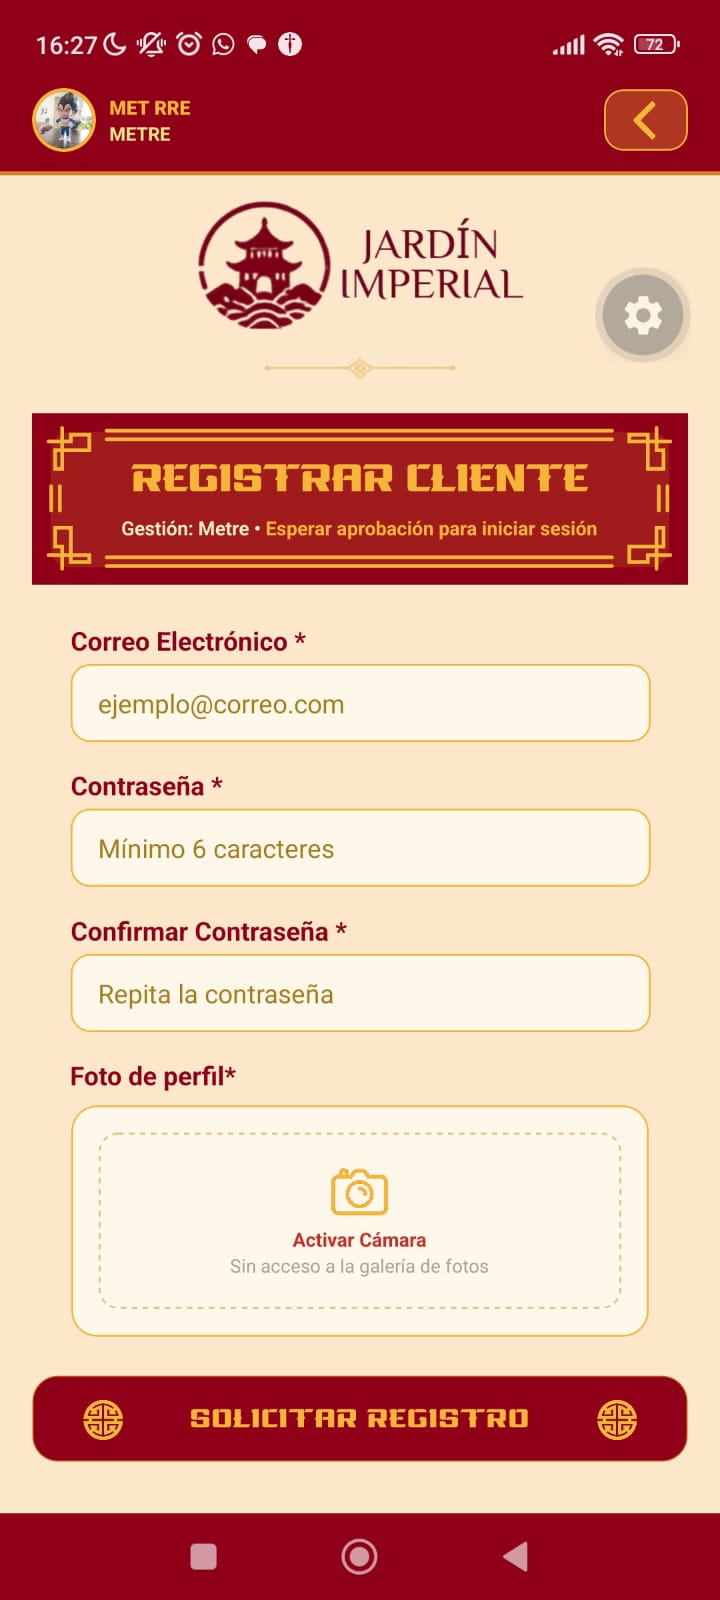 16:27
72
MET RRE
METRE
JARDÍN
IMPERIAL
REGISTRAR CLIENTE
Gestión: Metre • Esperar aprobación para iniciar sesión
Correo Electrónico *
ejemplo@correo.com
Contraseña *
Mínimo 6 caracteres
Confirmar Contraseña *
Repita la contraseña
Foto de perfil*
Activar Cámara
Sin acceso a la galería de fotos
SOLICITAR REGISTRO